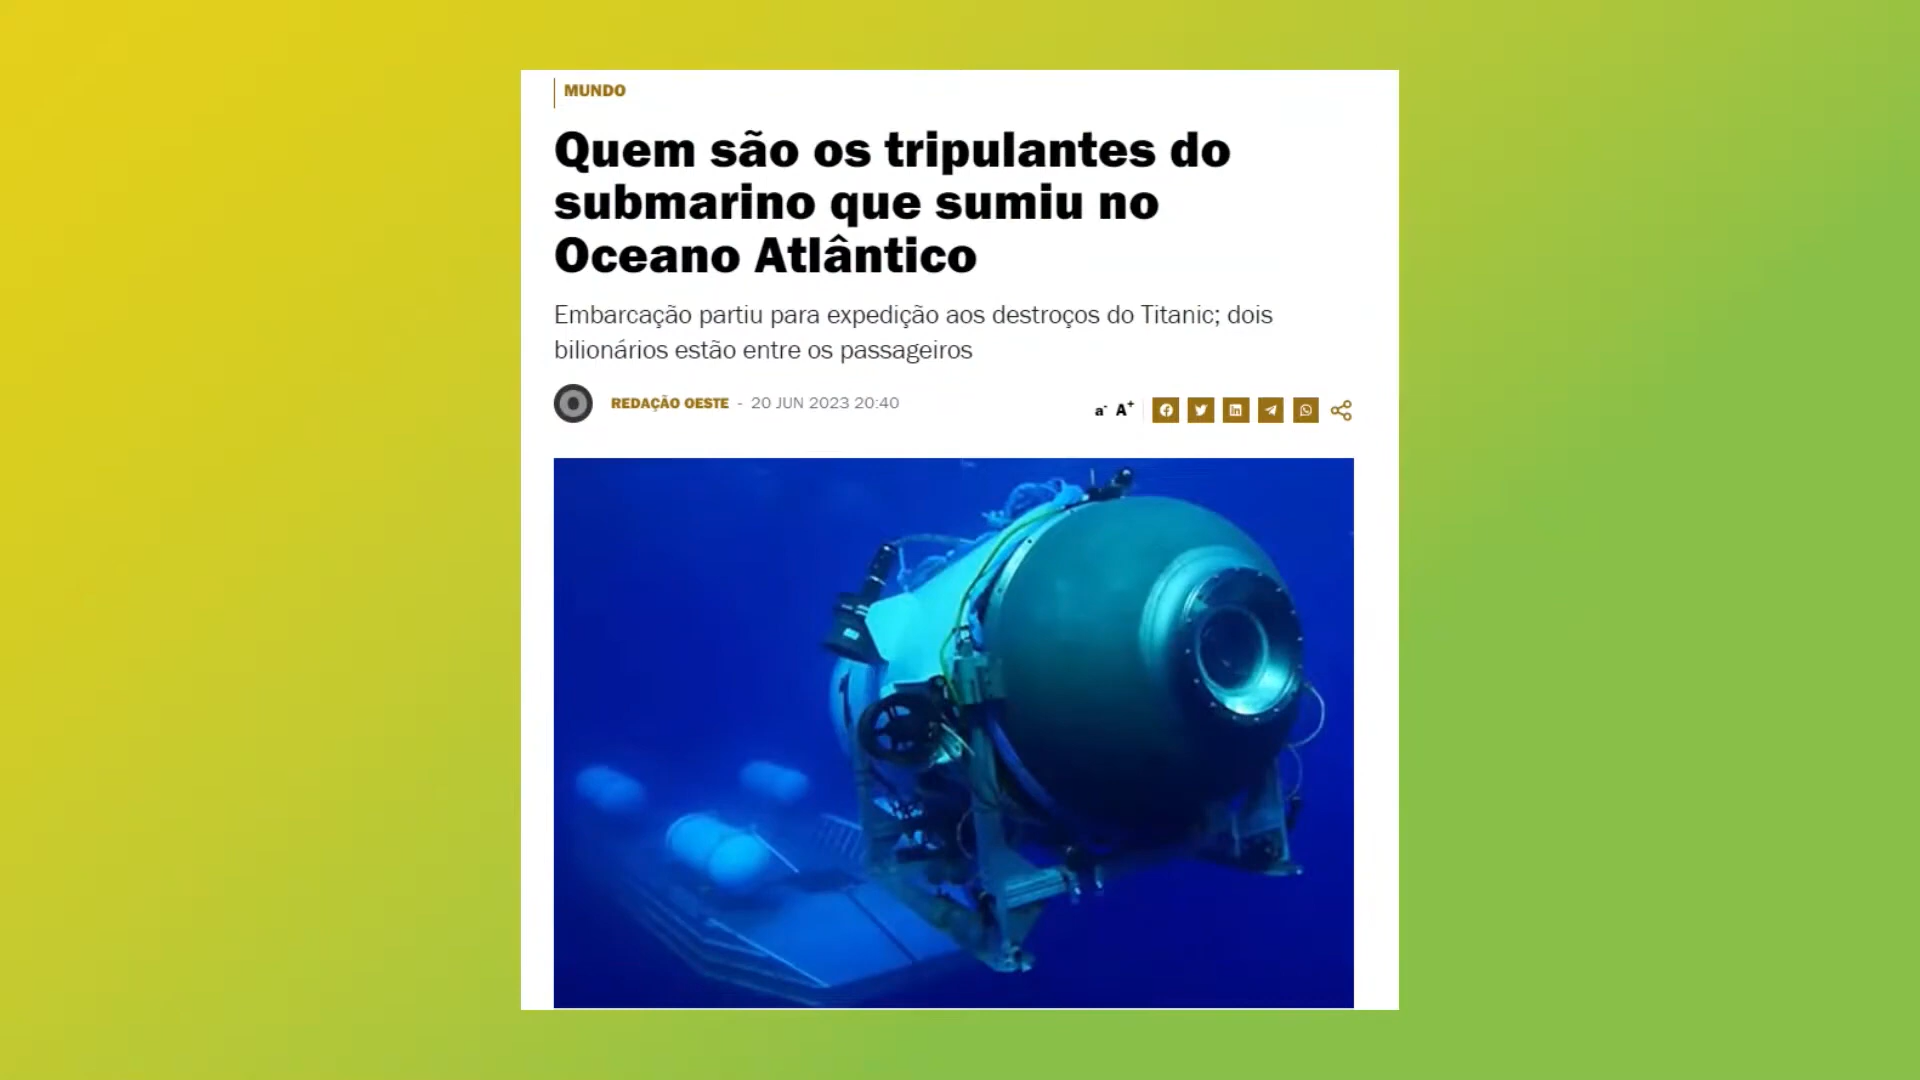 MUNDO
Quem são os tripulantes do
submarino que sumiu no
Oceano Atlântico
Embarcação partiu para expedição aos destroços do Titanic; dois
bilionários estão entre os passageiros
REDAÇÃO OESTE - 20 JUN 2023 20:40
a- A+